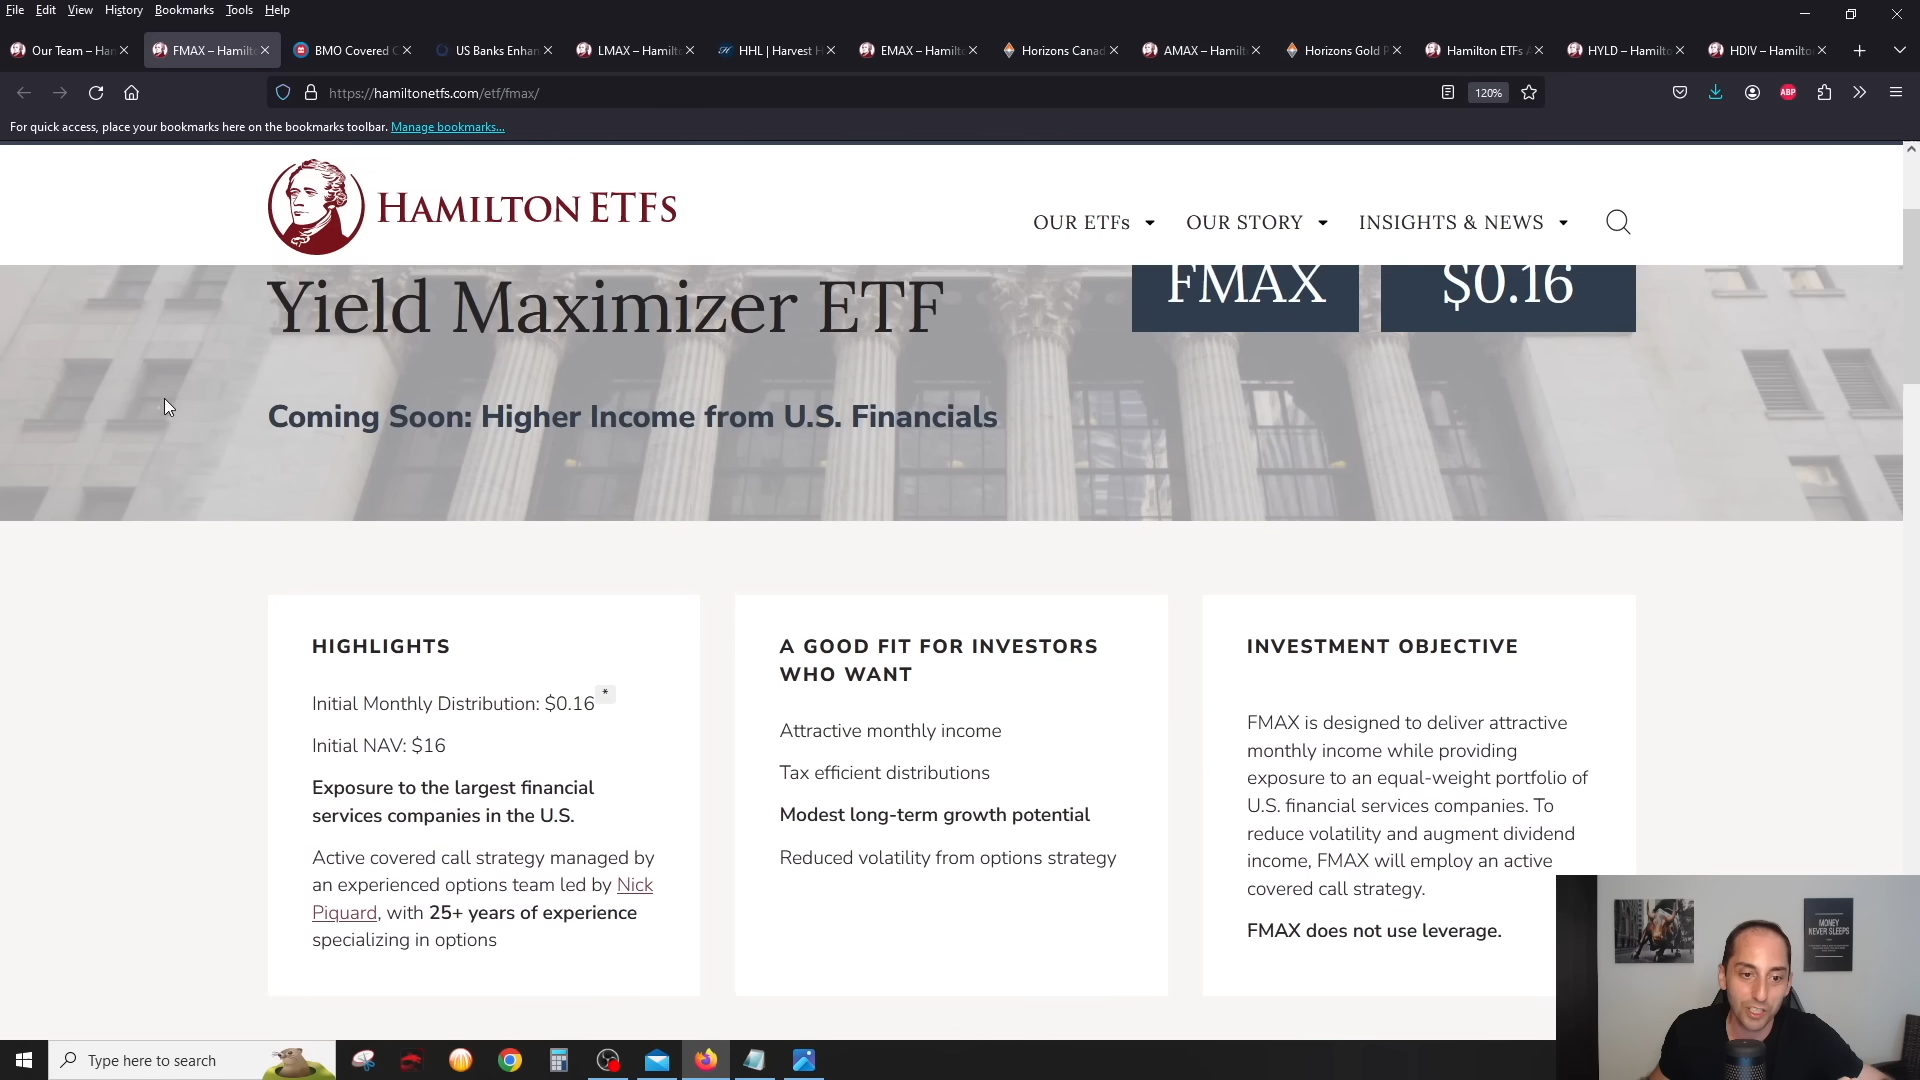 File Edit View History Bookmarks Tools Help
Our Team – Han
FMAX – Hamilt
BMO Covered C
US Banks Enhan
LMAX – Hamilto
HHL | Harvest H
EMAX – Hamilt
Horizons Canad
AMAX – Hamilt
Horizons Gold P
Hamilton ETFs A
HYLD – Hamilto
HDIV – Hamilto
https://hamiltonetfs.com/etf/fmax/
120%
ABP
For quick access, place your bookmarks here on the bookmarks toolbar. Manage bookmarks...
HAMILTON ETFs
OUR ETFs
OUR STORY
INSIGHTS & NEWS
Yield Maximizer ETF
FMAX
$0.16
Coming Soon: Higher Income from U.S. Financials
HIGHLIGHTS
Initial Monthly Distribution: $0.16*
Initial NAV: $16
Exposure to the largest financial
services companies in the U.S.
Active covered call strategy managed by
an experienced options team led by Nick
Piquard, with 25+ years of experience
specializing in options
A GOOD FIT FOR INVESTORS
WHO WANT
Attractive monthly income
Tax efficient distributions
Modest long-term growth potential
Reduced volatility from options strategy
INVESTMENT OBJECTIVE
FMAX is designed to deliver attractive
monthly income while providing
exposure to an equal-weight portfolio of
U.S. financial services companies. To
reduce volatility and augment dividend
income, FMAX will employ an active
covered call strategy.
FMAX does not use leverage.
MONEY
NEVER SLEEPS
Type here to search